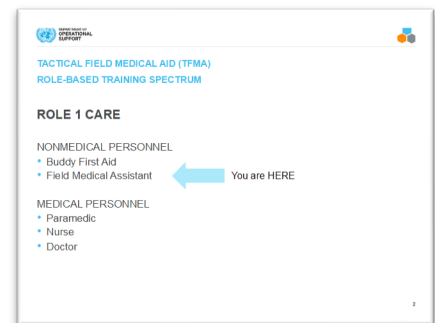 DEPARTMENT OF
OPERATIONAL
SUPPORT
TACTICAL FIELD MEDICAL AID (TFMA)
ROLE-BASED TRAINING SPECTRUM
ROLE 1 CARE
NONMEDICAL PERSONNEL
• Buddy First Aid
• Field Medical Assistant
You are HERE
MEDICAL PERSONNEL
• Paramedic
• Nurse
• Doctor
2